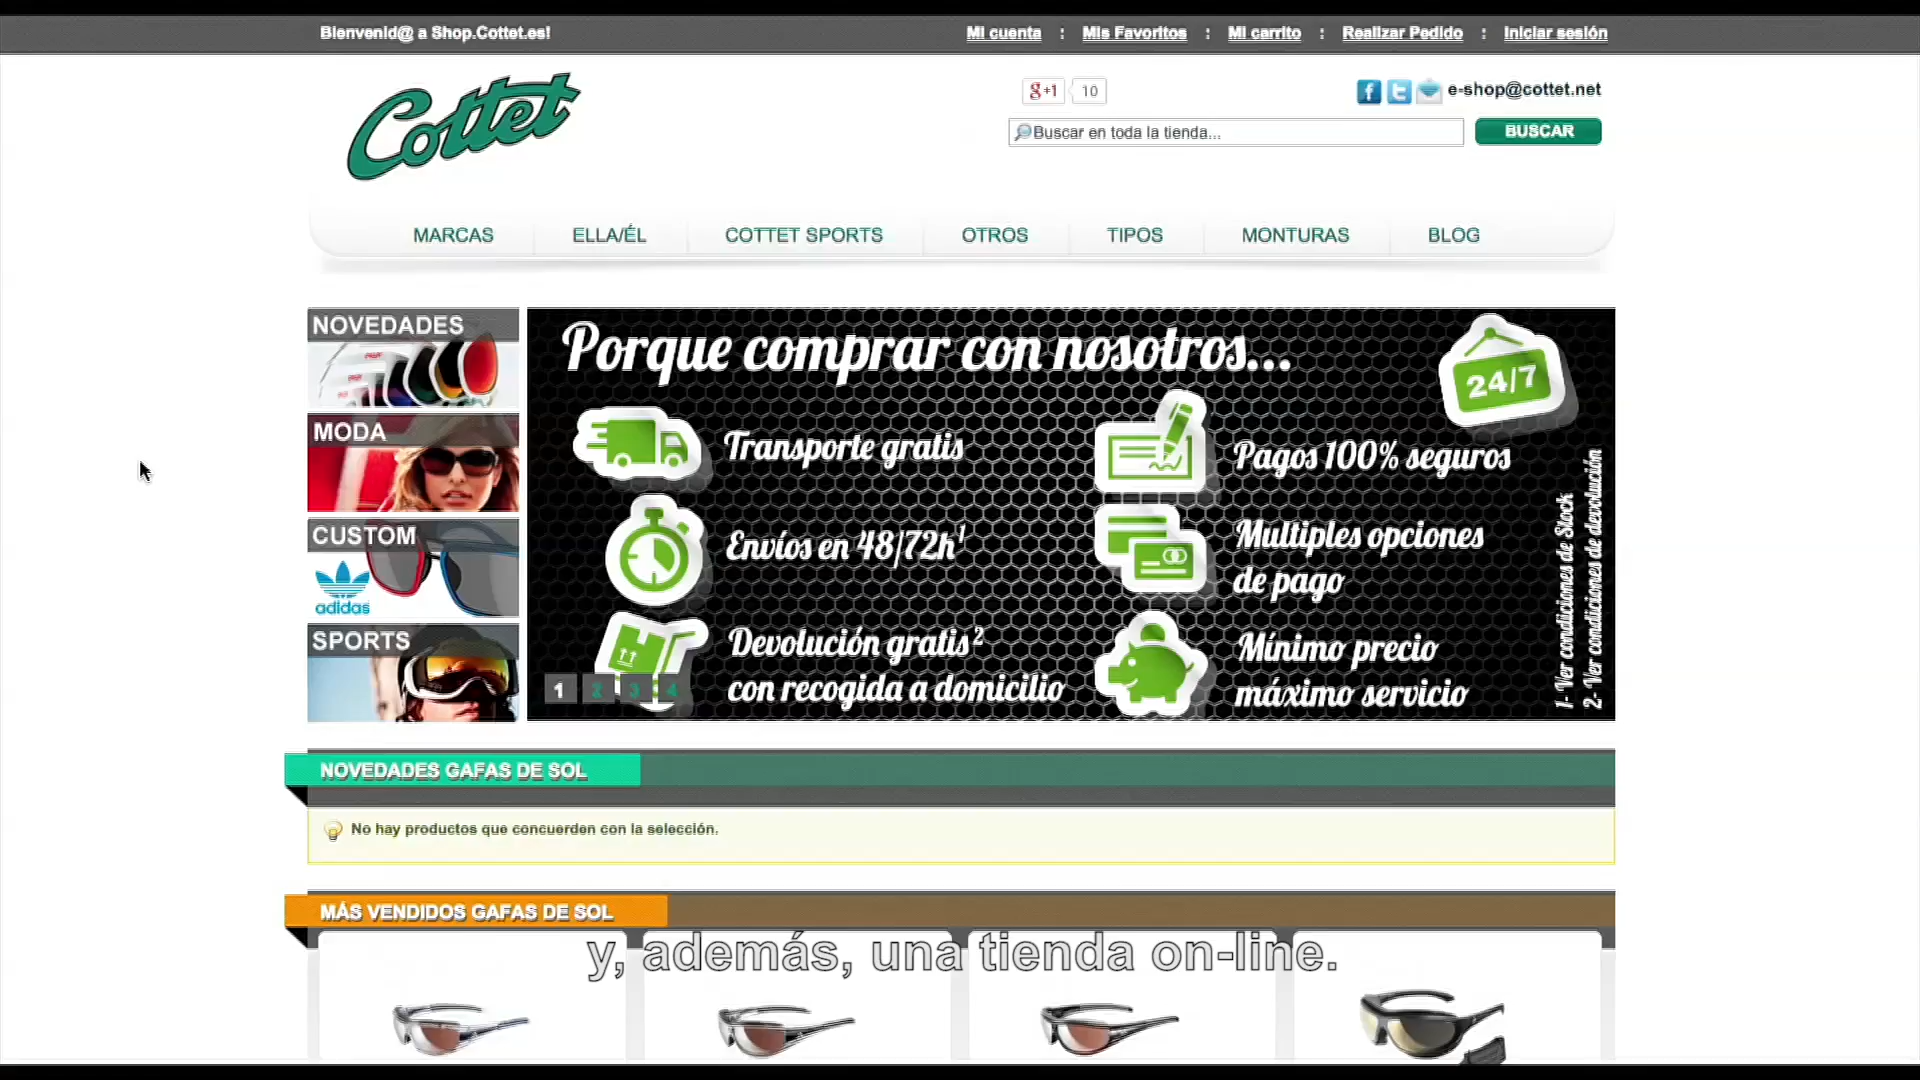 Bienvenid@ a Shop.Cottet.es!
Mi cuenta : Mis Favoritos : Mi carrito : Realizar Pedido : Iniciar sesión
Cottet
g+1 10
e-shop@cottet.net
Buscar en toda la tienda...
BUSCAR
MARCAS ELLA/ÉL COTTET SPORTS OTROS TIPOS MONTURAS BLOG
NOVEDADES
MODA
CUSTOM
adidas
SPORTS
Porque comprar con nosotros...
24/7
Transporte gratis
Pagos 100% seguros
Envíos en 48/72h¹
Multiples opciones
de pago
Devolución gratis²
con recogida a domicilio
Mínimo precio
máximo servicio
1- Ver condiciones de Stock
2.- Ver condiciones de devolución
1 2 3 4
NOVEDADES GAFAS DE SOL
No hay productos que concuerden con la selección.
MÁS VENDIDOS GAFAS DE SOL
y, además, una tienda on-line.